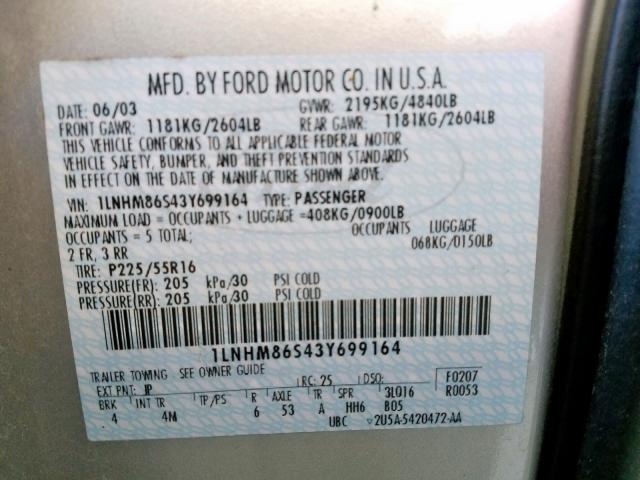 MFD. BY FORD MOTOR CO. IN U.S.A.
DATE: 06/03 GVWR: 2195KG/4840LB
FRONT GAWR: 1181KG/2604LB REAR GAWR: 1181KG/2604LB
THIS VEHICLE CONFORMS TO ALL APPLICABLE FEDERAL MOTOR
VEHICLE SAFETY, BUMPER, AND THEFT PREVENTION STANDARDS
IN EFFECT ON THE DATE OF MANUFACTURE SHOWN ABOVE.
VIN: 1LNHM86S43Y699164 TYPE: PASSENGER
MAXIMUM LOAD = OCCUPANTS + LUGGAGE =408KG/0900LB
OCCUPANTS = 5 TOTAL; OCCUPANTS LUGGAGE
2 FR, 3 RR 068KG/0150LB
TIRE: P225/55R16
PRESSURE(FR): 205 kPa/30 PSI COLD
PRESSURE(RR): 205 kPa/30 PSI COLD
1LNHM86S43Y699164
TRAILER TOWING SEE OWNER GUIDE
EXT PNT: JP RC: 25 DSO: F0207
BRK INT TR TP/PS R AXLE TR SPR 3LQ16 R0053
4 4M 6 53 A HH6 B05
UBC 2U5A-5420472-AA